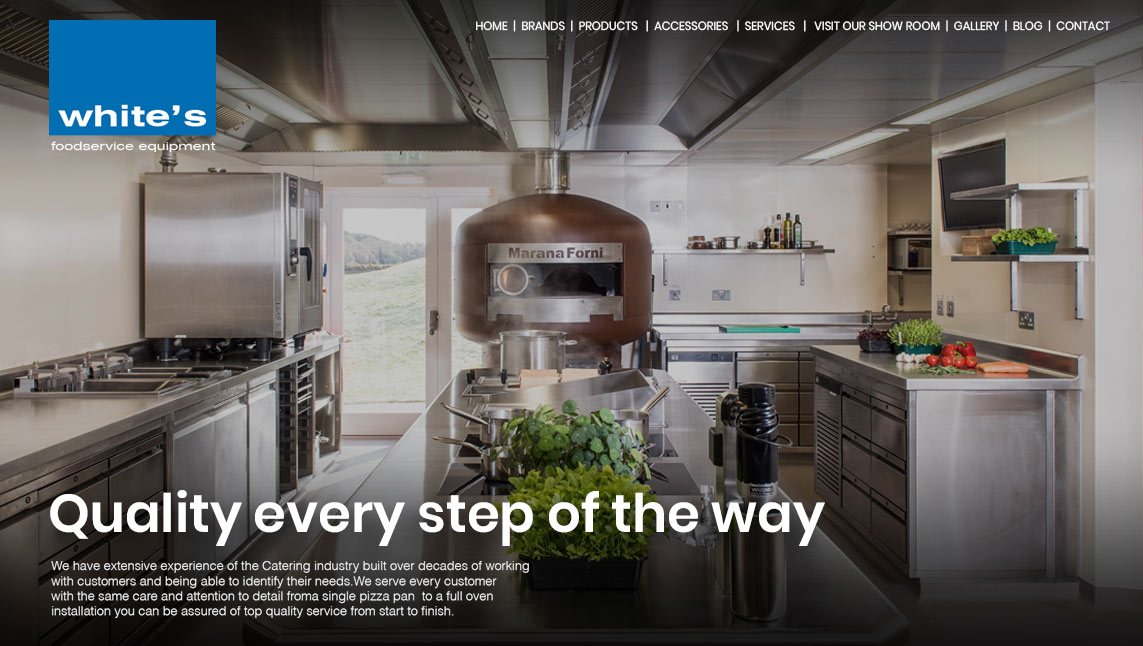 HOME | BRANDS | PRODUCTS | ACCESSORIES | SERVICES | VISIT OUR SHOW ROOM | GALLERY | BLOG | CONTACT
white's
foodservice equipment
Marana Forni
Quality every step of the way
We have extensive experience of the Catering industry built over decades of working
with customers and being able to identify their needs.We serve every customer
with the same care and attention to detail froma single pizza pan to a full oven
installation you can be assured of top quality service from start to finish.